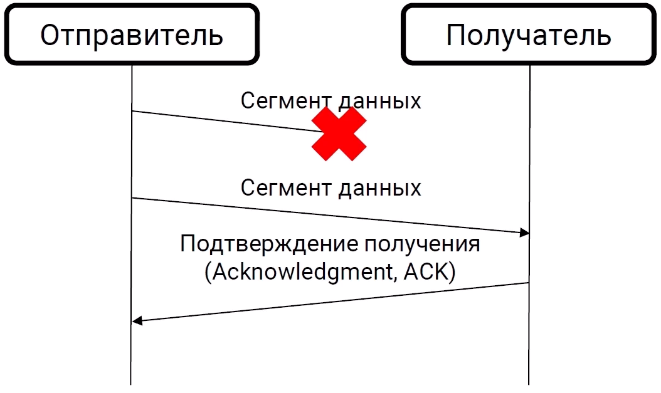 Отправитель
Получатель
Сегмент данных
Сегмент данных
Подтверждение получения
(Acknowledgment, ACK)